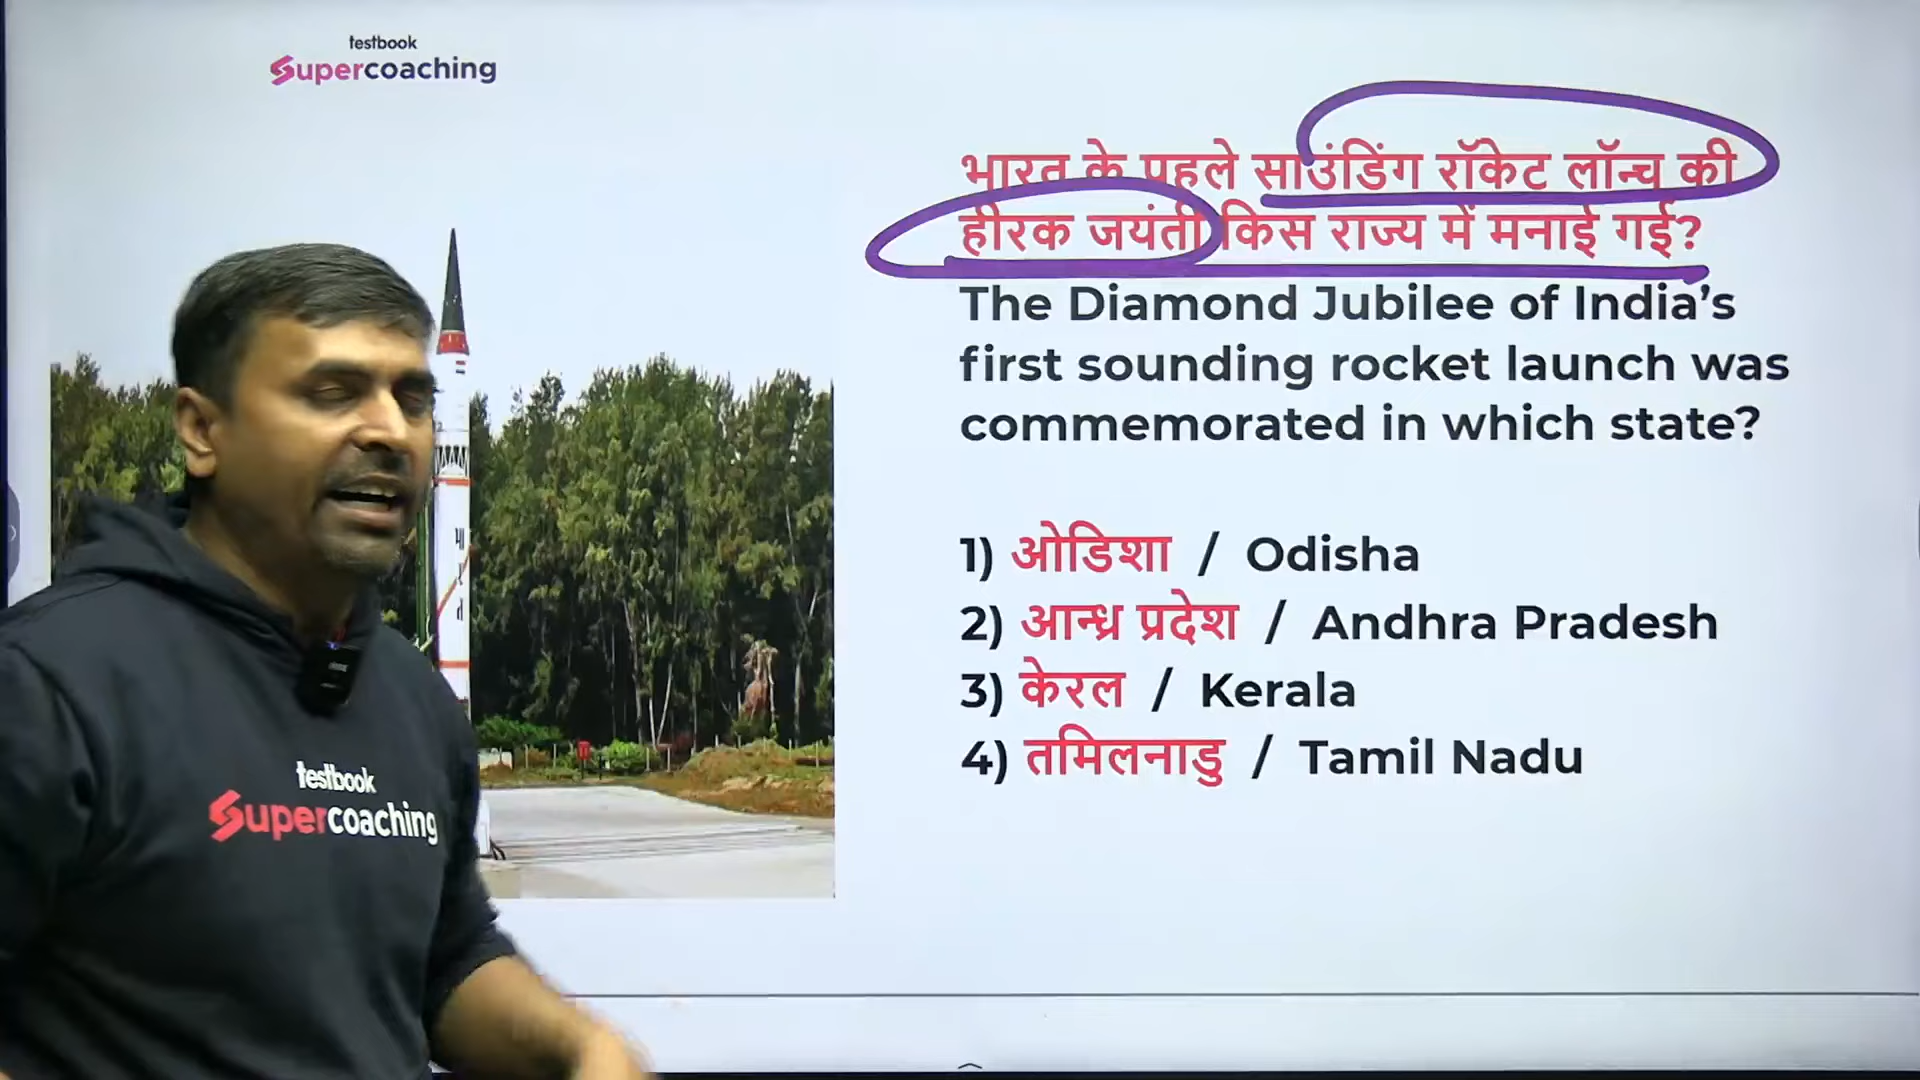 testbook
Supercoaching
भारत के पहले साउंडिंग रॉकेट लॉन्च की
हीरक जयंती किस राज्य में मनाई गई?
The Diamond Jubilee of India's
first sounding rocket launch was
commemorated in which state?
1) ओडिशा / Odisha
2) आन्ध्र प्रदेश / Andhra Pradesh
3) केरल / Kerala
4) तमिलनाडु / Tamil Nadu
testbook
Supercoaching